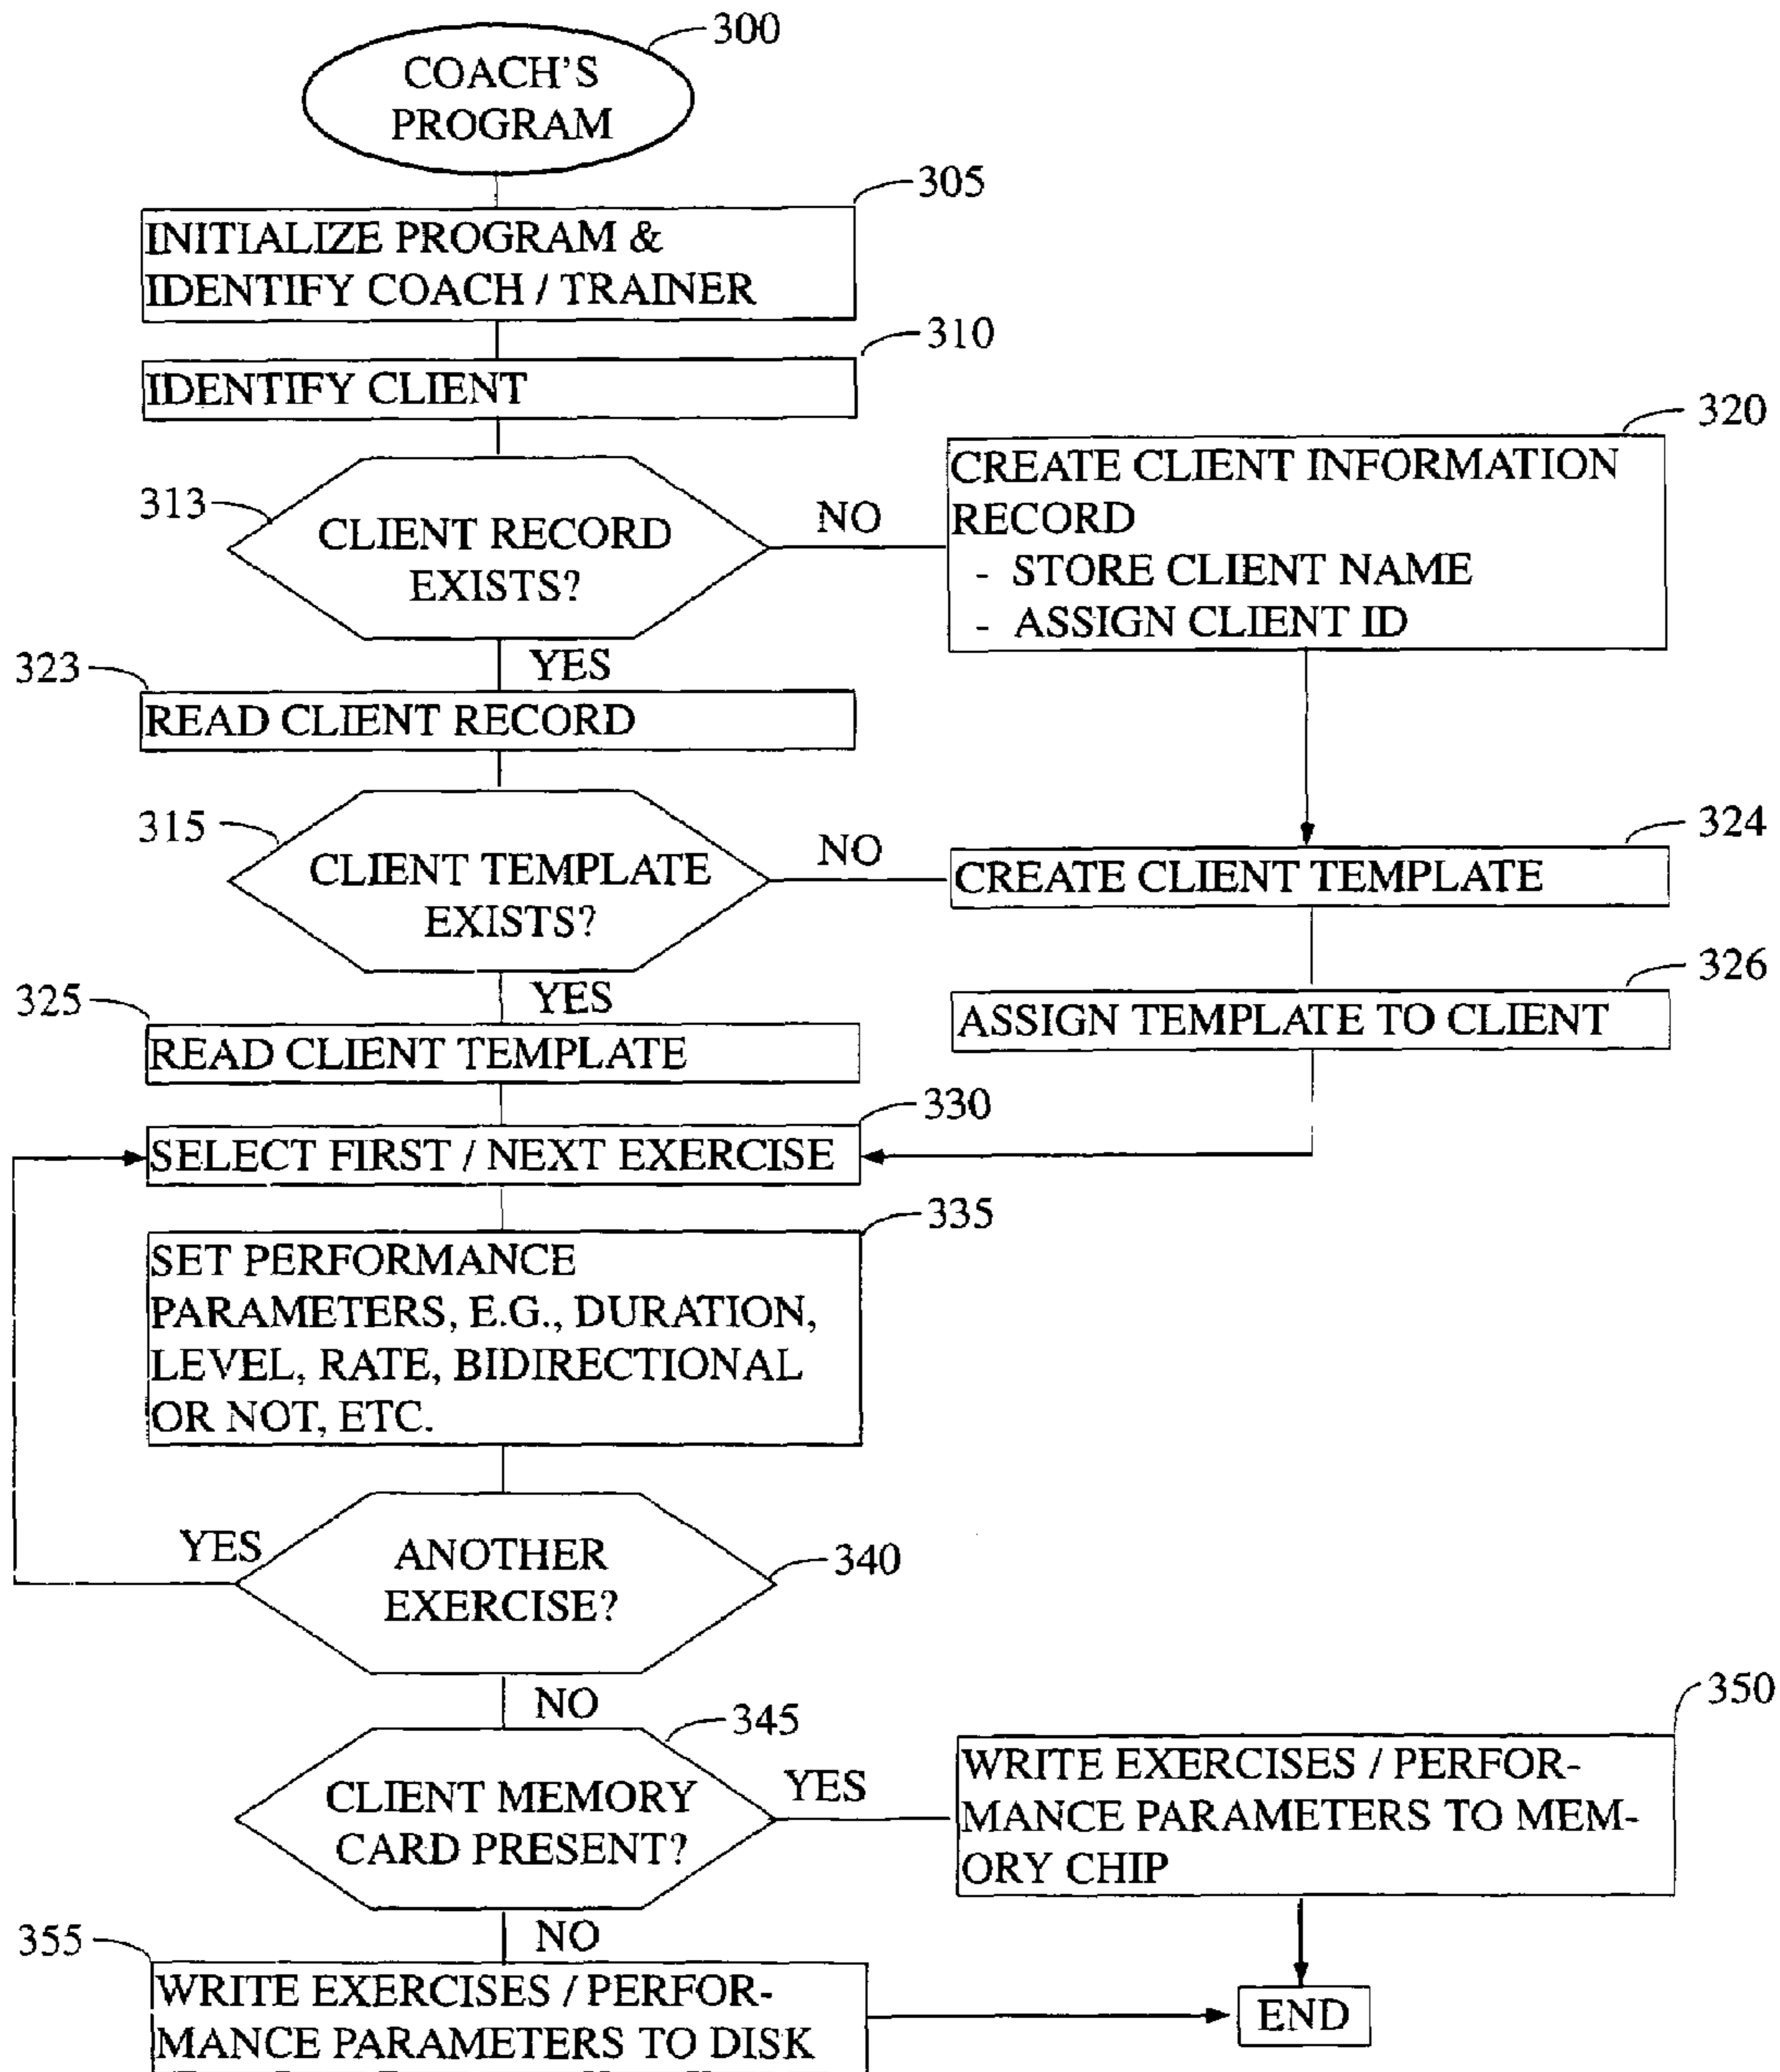 300
COACH'S
PROGRAM
305
INITIALIZE PROGRAM &
IDENTIFY COACH / TRAINER
310
IDENTIFY CLIENT
320
CREATE CLIENT INFORMATION
RECORD
- STORE CLIENT NAME
- ASSIGN CLIENT ID
313
CLIENT RECORD
EXISTS?
NO
YES
323
READ CLIENT RECORD
315
CLIENT TEMPLATE
EXISTS?
NO
324
CREATE CLIENT TEMPLATE
YES
326
ASSIGN TEMPLATE TO CLIENT
325
READ CLIENT TEMPLATE
330
SELECT FIRST / NEXT EXERCISE
335
SET PERFORMANCE
PARAMETERS, E.G., DURATION,
LEVEL, RATE, BIDIRECTIONAL
OR NOT, ETC.
YES
ANOTHER
EXERCISE?
340
NO
345
CLIENT MEMORY
CARD PRESENT?
YES
350
WRITE EXERCISES / PERFOR-
MANCE PARAMETERS TO MEM-
ORY CHIP
NO
355
WRITE EXERCISES / PERFOR-
MANCE PARAMETERS TO DISK
END